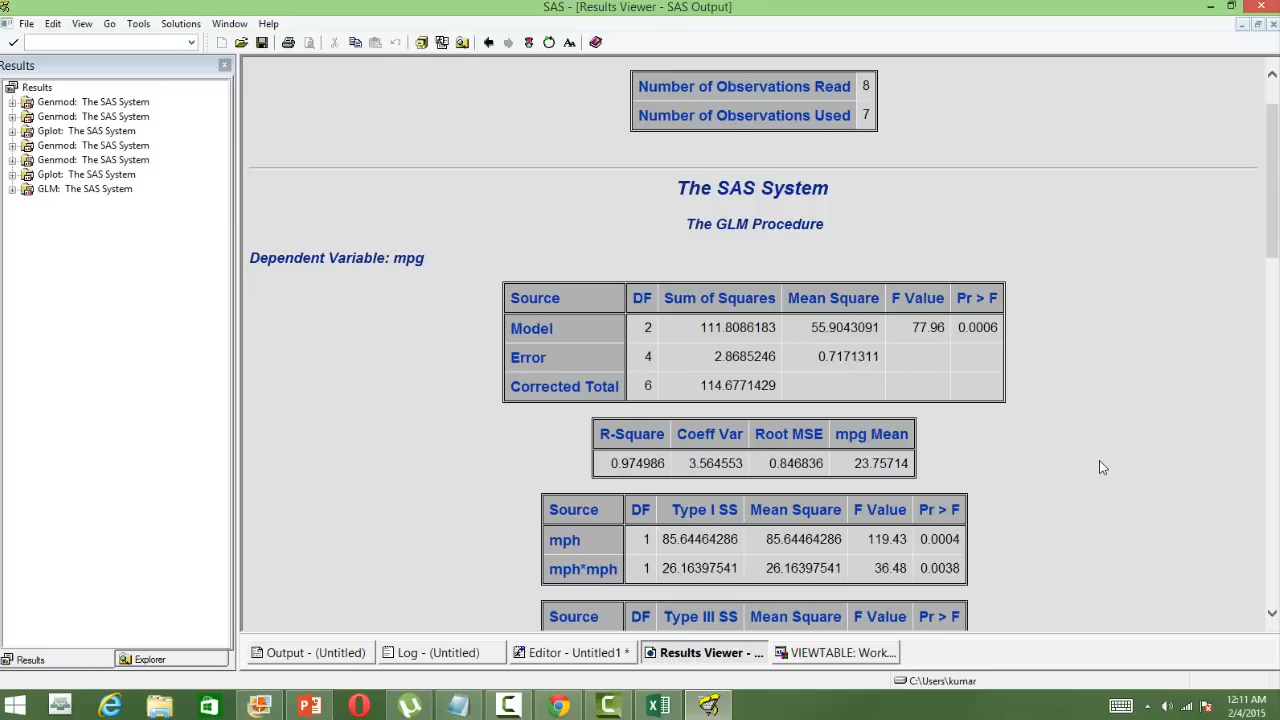 SAS - [Results Viewer - SAS Output]
File Edit View Go Tools Solutions Window Help
Results
Results
Genmod: The SAS System
Genmod: The SAS System
Gplot: The SAS System
Genmod: The SAS System
Genmod: The SAS System
Gplot: The SAS System
GLM: The SAS System
Number of Observations Read 8
Number of Observations Used 7
The SAS System
The GLM Procedure
Dependent Variable: mpg
Source DF Sum of Squares Mean Square F Value Pr > F
Model 2 111.8086183 55.9043091 77.96 0.0006
Error 4 2.8685246 0.7171311
Corrected Total 6 114.6771429
R-Square Coeff Var Root MSE mpg Mean
0.974986 3.564553 0.846836 23.75714
Source DF Type I SS Mean Square F Value Pr > F
mph 1 85.64464286 85.64464286 119.43 0.0004
mph*mph 1 26.16397541 26.16397541 36.48 0.0038
Source DF Type III SS Mean Square F Value Pr > F
Results Explorer
Output - (Untitled) Log - (Untitled) Editor - Untitled1 * Results Viewer - ... VIEWTABLE: Work....
C:\Users\kumar
12:11 AM
2/4/2015